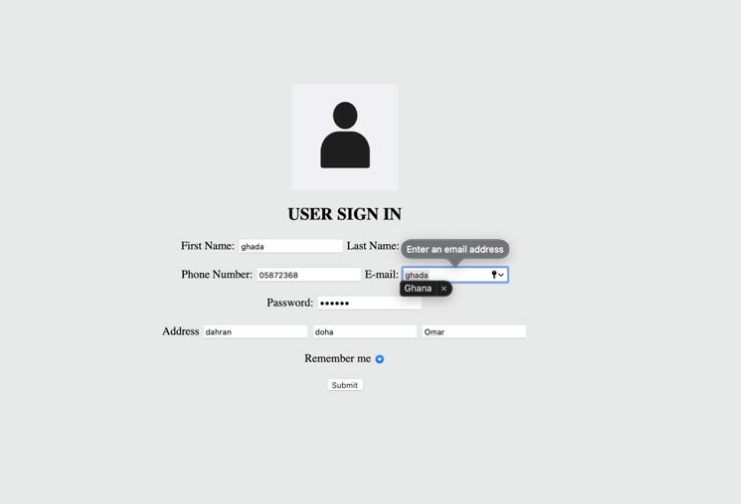 USER SIGN IN
First Name: ghada Last Name:
Enter an email address
Phone Number: 05872368 E-mail: ghada
Ghana ×
Password: ••••••
Address dahran doha Omar
Remember me
Submit